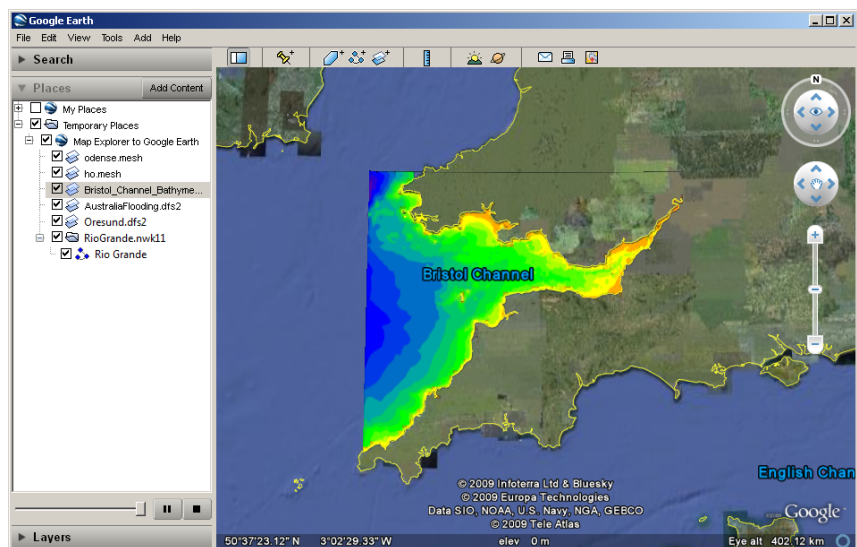 Google Earth
File Edit View Tools Add Help
Search
Places
Add Content
My Places
Temporary Places
Map Explorer to Google Earth
odense.mesh
ho.mesh
Bristol_Channel_Bathyme...
AustraliaFlooding.dfs2
Oresund.dfs2
RioGrande.nwk11
Rio Grande
Layers
N
Bristol Channel
English Chan
© 2009 Infoterra Ltd & Bluesky
© 2009 Europa Technologies
Data SIO, NOAA, U.S. Navy, NGA, GEBCO
© 2009 Tele Atlas
Google
50°37'23.12" N 3°02'29.33" W elev 0 m Eye alt 402.12 km